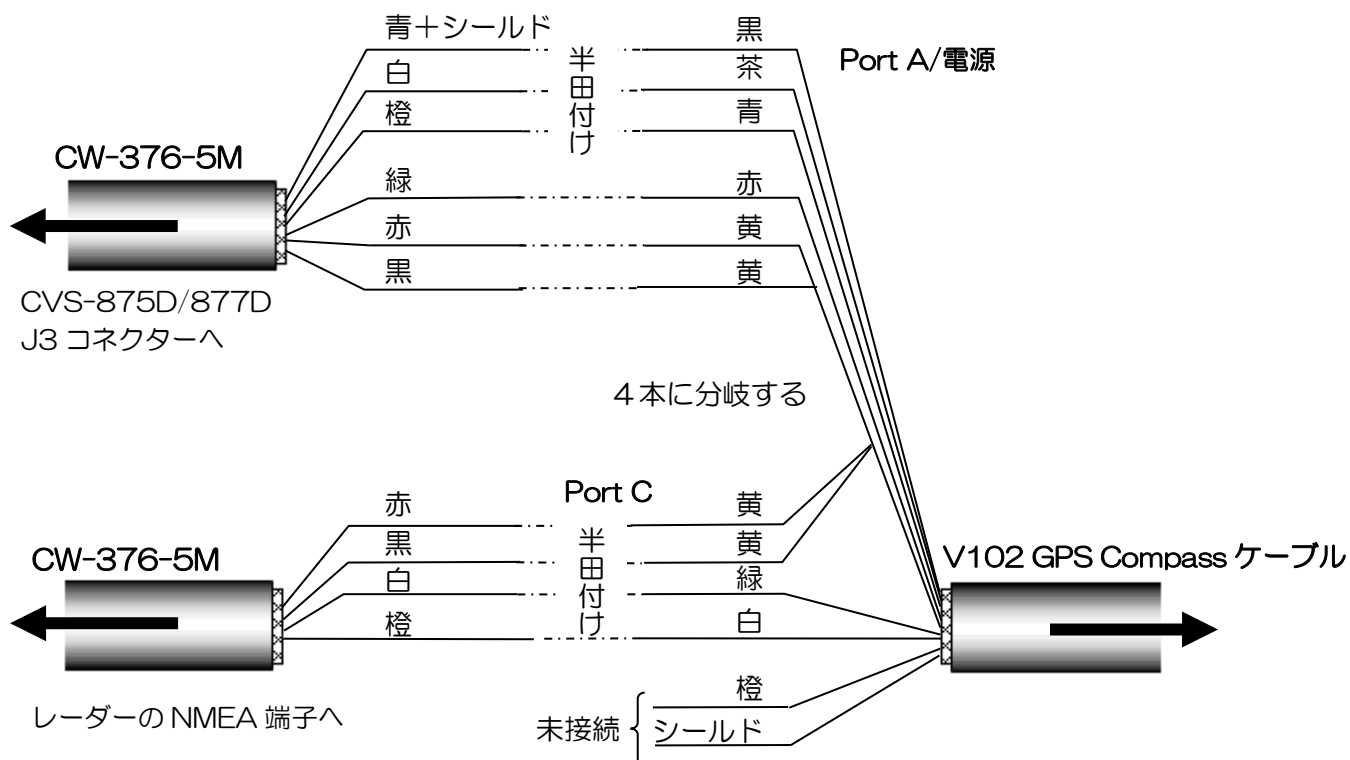 青＋シールド
黒
Port A/電源
白
茶
橙
青
半田付け
CW-376-5M
緑
赤
赤
黄
黒
黄
CVS-875D/877D
J3 コネクターへ
４本に分岐する
Port C
赤
黄
黒
黄
CW-376-5M
白
緑
橙
白
半田付け
V102 GPS Compass ケーブル
レーダーの NMEA 端子へ
橙
未接続
シールド